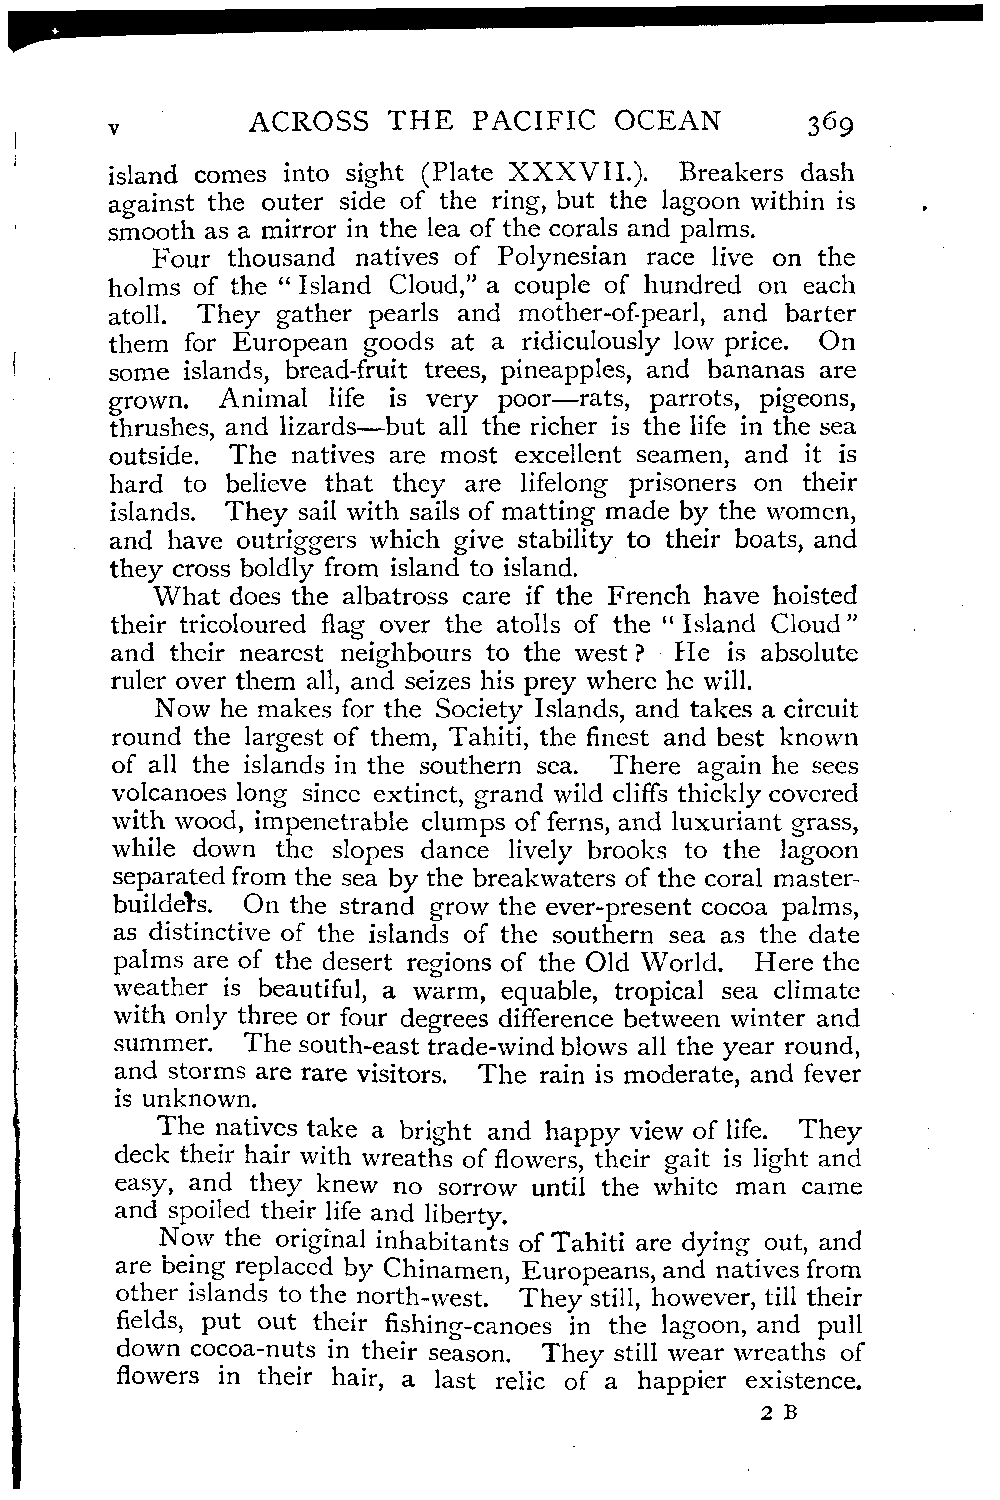 v ACROSS THE PACIFIC OCEAN 369
island comes into sight (Plate XXXVII.). Breakers dash
against the outer side of the ring, but the lagoon within is
smooth as a mirror in the lea of the corals and palms.
Four thousand natives of Polynesian race live on the
holms of the “Island Cloud,” a couple of hundred on each
atoll. They gather pearls and mother-of-pearl, and barter
them for European goods at a ridiculously low price. On
some islands, bread-fruit trees, pineapples, and bananas are
grown. Animal life is very poor—rats, parrots, pigeons,
thrushes, and lizards—but all the richer is the life in the sea
outside. The natives are most excellent seamen, and it is
hard to believe that they are lifelong prisoners on their
islands. They sail with sails of matting made by the women,
and have outriggers which give stability to their boats, and
they cross boldly from island to island.
What does the albatross care if the French have hoisted
their tricoloured flag over the atolls of the “Island Cloud”
and their nearest neighbours to the west? He is absolute
ruler over them all, and seizes his prey where he will.
Now he makes for the Society Islands, and takes a circuit
round the largest of them, Tahiti, the finest and best known
of all the islands in the southern sea. There again he sees
volcanoes long since extinct, grand wild cliffs thickly covered
with wood, impenetrable clumps of ferns, and luxuriant grass,
while down the slopes dance lively brooks to the lagoon
separated from the sea by the breakwaters of the coral master-
builders. On the strand grow the ever-present cocoa palms,
as distinctive of the islands of the southern sea as the date
palms are of the desert regions of the Old World. Here the
weather is beautiful, a warm, equable, tropical sea climate
with only three or four degrees difference between winter and
summer. The south-east trade-wind blows all the year round,
and storms are rare visitors. The rain is moderate, and fever
is unknown.
The natives take a bright and happy view of life. They
deck their hair with wreaths of flowers, their gait is light and
easy, and they knew no sorrow until the white man came
and spoiled their life and liberty.
Now the original inhabitants of Tahiti are dying out, and
are being replaced by Chinamen, Europeans, and natives from
other islands to the north-west. They still, however, till their
fields, put out their fishing-canoes in the lagoon, and pull
down cocoa-nuts in their season. They still wear wreaths of
flowers in their hair, a last relic of a happier existence.
2 B